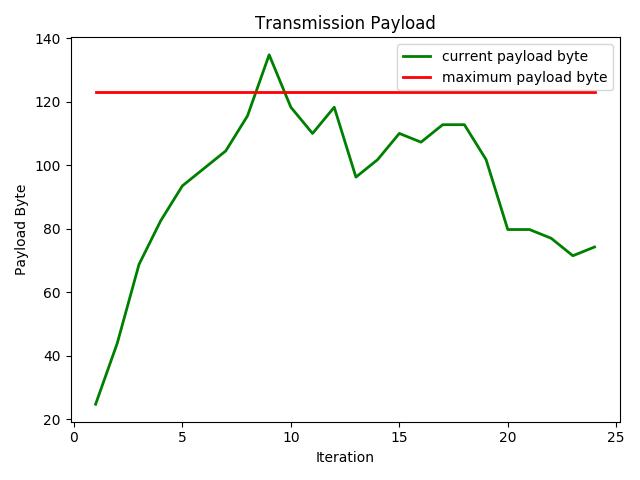 Transmission Payload
current payload byte
maximum payload byte
Payload Byte
140
120
100
80
60
40
20
0 5 10 15 20 25
Iteration